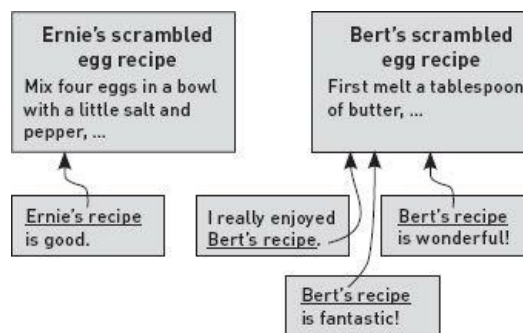 Ernie's scrambled
egg recipe
Mix four eggs in a bowl
with a little salt and
pepper, ...
Bert's scrambled
egg recipe
First melt a tablespoon
of butter, ...
Ernie's recipe
is good.
I really enjoyed
Bert's recipe.
Bert's recipe
is wonderful!
Bert's recipe
is fantastic!